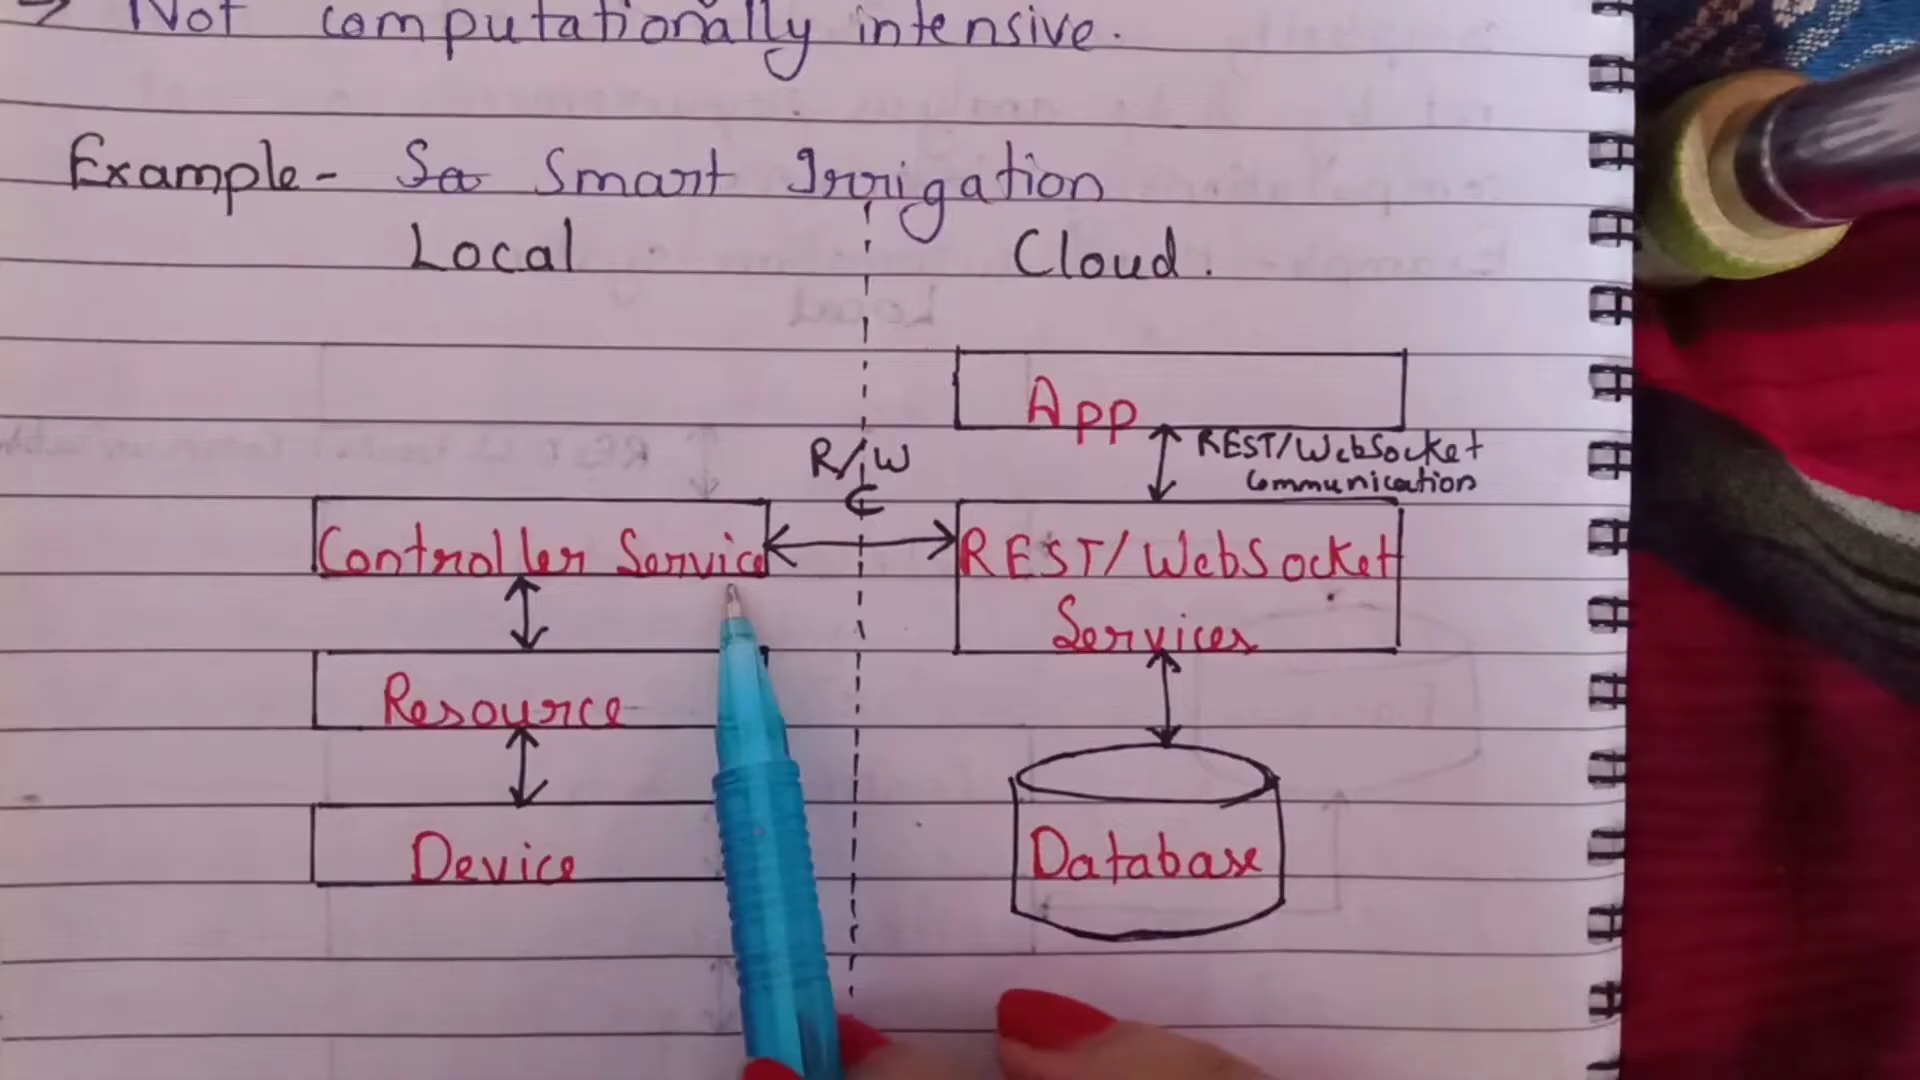 → Not computationally intensive.
Example - Sa Smart Irrigation
Local
Cloud.
App
REST/WebSocket
Communication
R/W
C
Controller Service
REST/WebSocket
Services
Resource
Device
Database